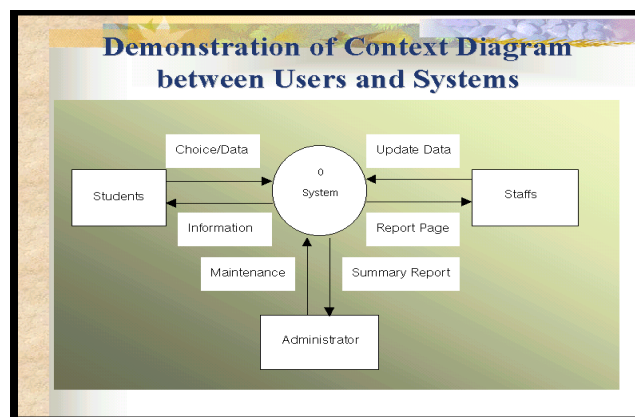 Demonstration of Context Diagram
between Users and Systems
Choice/Data
Update Data
0
System
Students
Staffs
Information
Report Page
Maintenance
Summary Report
Administrator